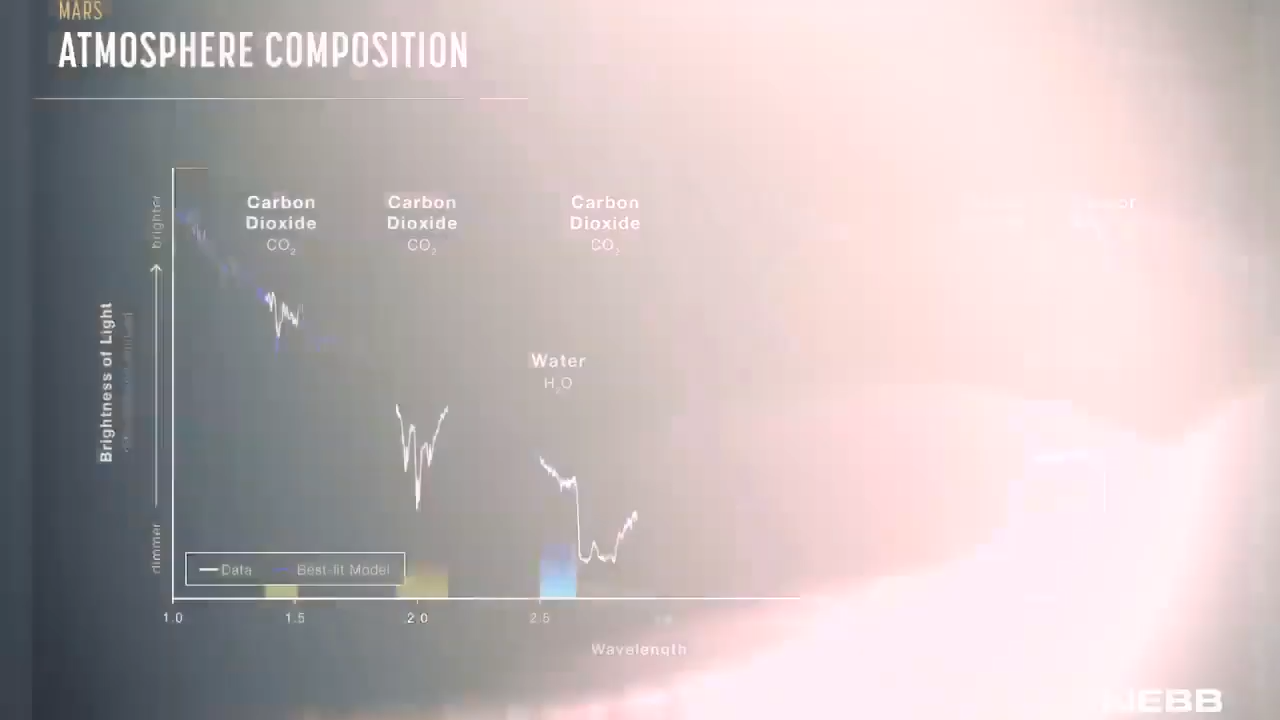 MARS
ATMOSPHERE COMPOSITION
Carbon
Dioxide
CO₂
Carbon
Dioxide
CO₂
Carbon
Dioxide
CO₂
Water
H₂O
brighter
Brightness of Light
dimmer
Data
Best-fit Model
1.0
1.5
2.0
2.5
Wavelength
WEBB